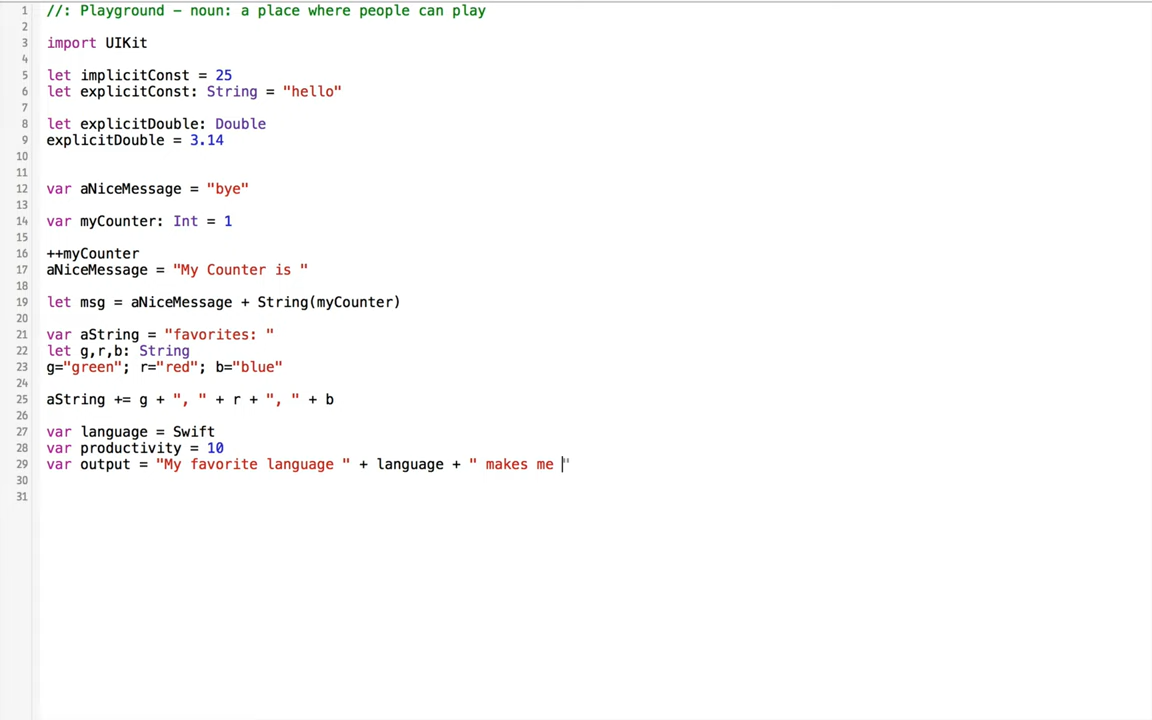 1 //: Playground – noun: a place where people can play
2
3 import UIKit
4
5 let implicitConst = 25
6 let explicitConst: String = "hello"
7
8 let explicitDouble: Double
9 explicitDouble = 3.14
10
11
12 var aNiceMessage = "bye"
13
14 var myCounter: Int = 1
15
16 ++myCounter
17 aNiceMessage = "My Counter is "
18
19 let msg = aNiceMessage + String(myCounter)
20
21 var aString = "favorites: "
22 let g,r,b: String
23 g="green"; r="red"; b="blue"
24
25 aString += g + ", " + r + ", " + b
26
27 var language = Swift
28 var productivity = 10
29 var output = "My favorite language " + language + " makes me "
30
31